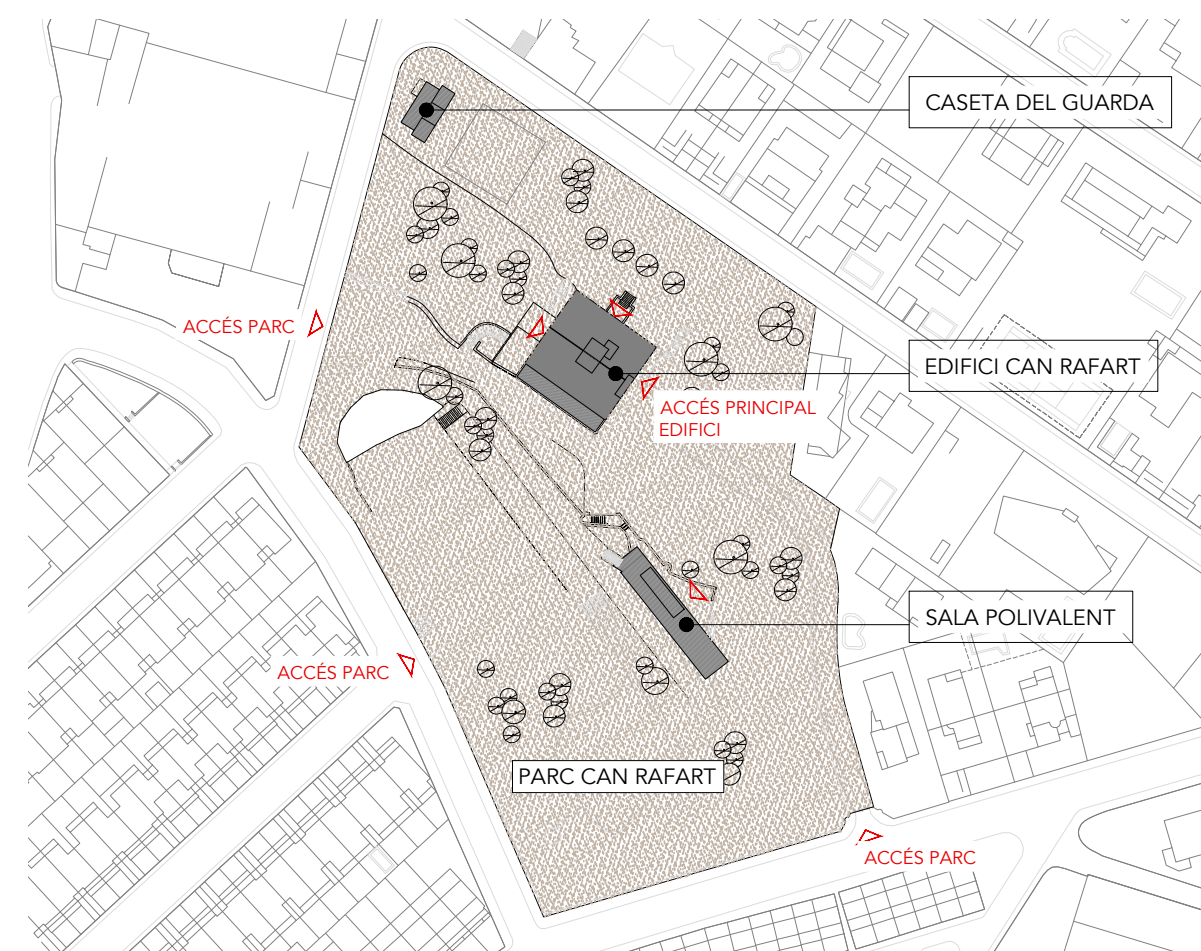 CASETA DEL GUARDA
ACCÉS PARC
EDIFICI CAN RAFART
ACCÉS PRINCIPAL
EDIFICI
SALA POLIVALENT
ACCÉS PARC
PARC CAN RAFART
ACCÉS PARC